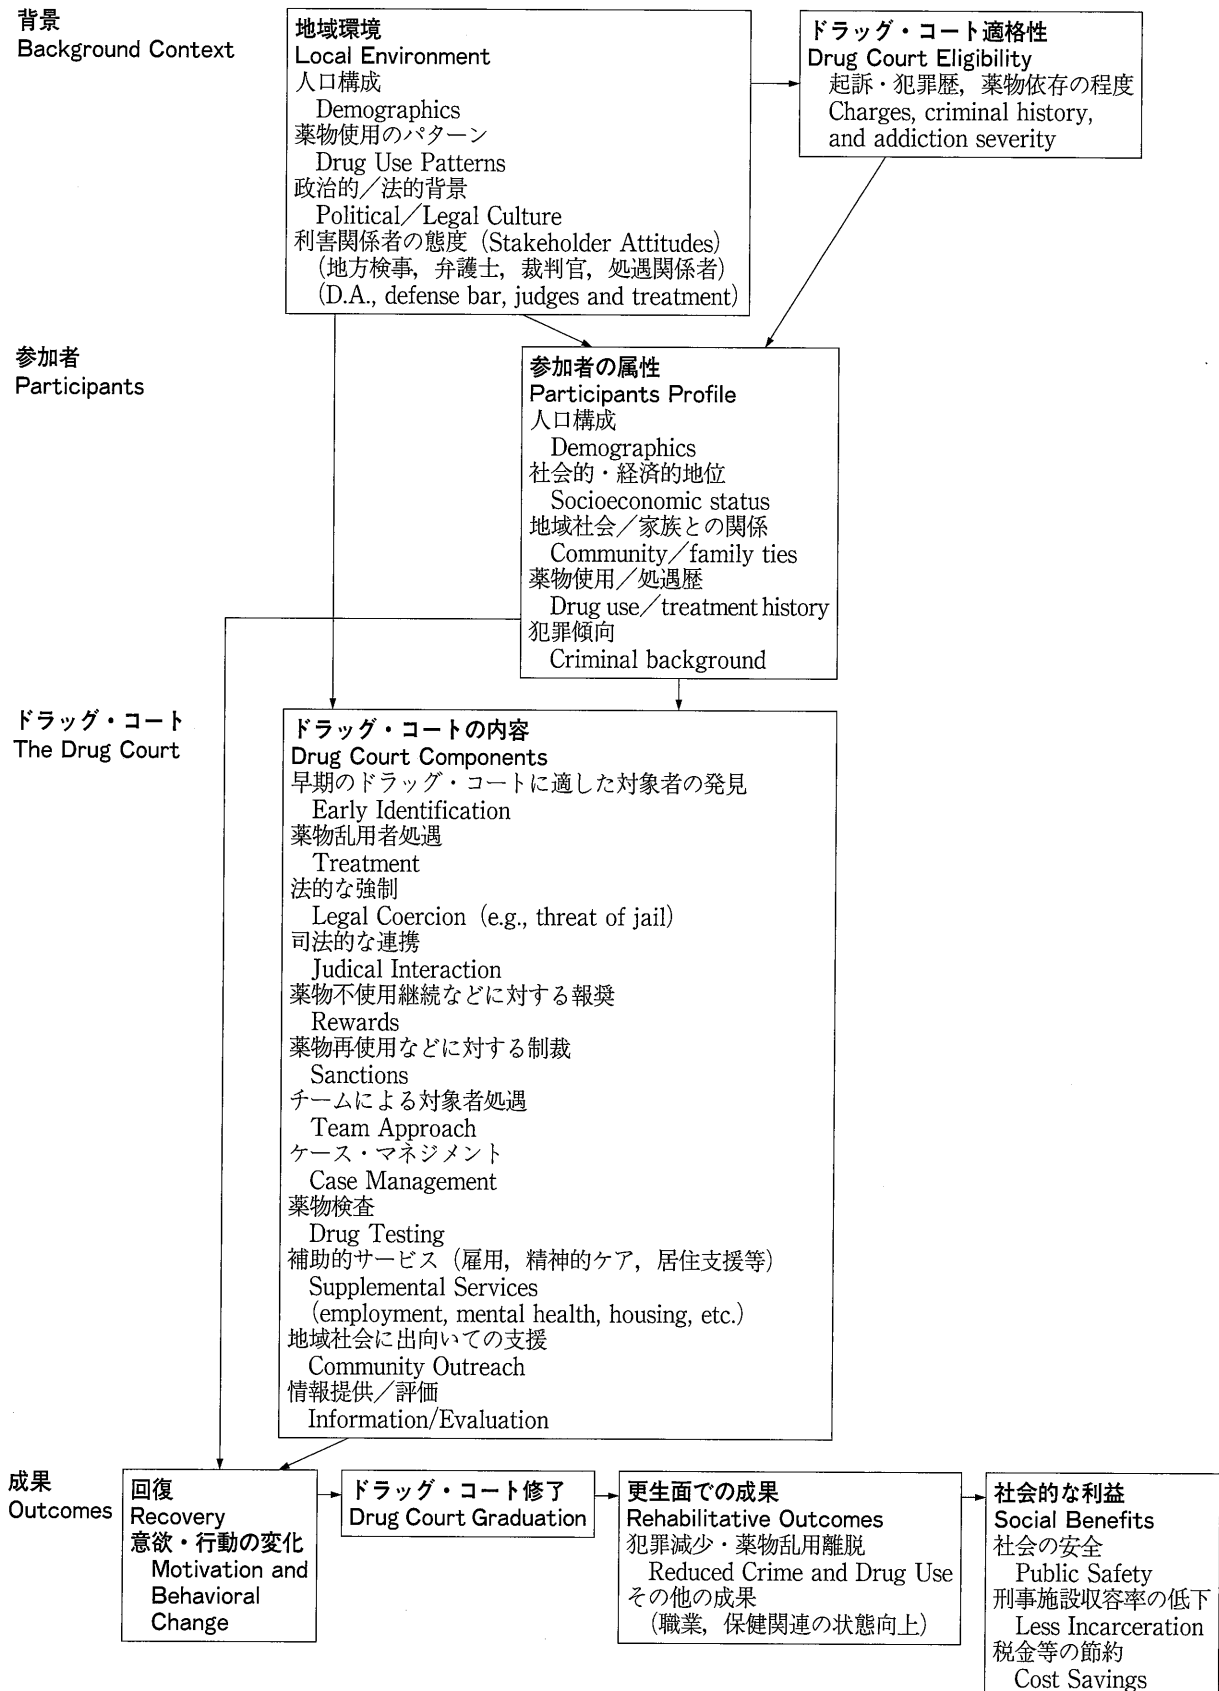 背景
Background Context
地域環境
Local Environment
人口構成
Demographics
薬物使用のパターン
Drug Use Patterns
政治的／法的背景
Political／Legal Culture
利害関係者の態度（Stakeholder Attitudes）
（地方検事，弁護士，裁判官，処遇関係者）
（D.A., defense bar, judges and treatment）
ドラッグ・コート適格性
Drug Court Eligibility
起訴・犯罪歴，薬物依存の程度
Charges, criminal history,
and addiction severity
参加者
Participants
参加者の属性
Participants Profile
人口構成
Demographics
社会的・経済的地位
Socioeconomic status
地域社会／家族との関係
Community／family ties
薬物使用／処遇歴
Drug use／treatment history
犯罪傾向
Criminal background
ドラッグ・コート
The Drug Court
ドラッグ・コートの内容
Drug Court Components
早期のドラッグ・コートに適した対象者の発見
Early Identification
薬物乱用者処遇
Treatment
法的な強制
Legal Coercion（e.g., threat of jail）
司法的な連携
Judical Interaction
薬物不使用継続などに対する報奨
Rewards
薬物再使用などに対する制裁
Sanctions
チームによる対象者処遇
Team Approach
ケース・マネジメント
Case Management
薬物検査
Drug Testing
補助的サービス（雇用，精神的ケア，居住支援等）
Supplemental Services
（employment, mental health, housing, etc.）
地域社会に出向いての支援
Community Outreach
情報提供／評価
Information/Evaluation
成果
Outcomes
回復
Recovery
意欲・行動の変化
Motivation and
Behavioral
Change
ドラッグ・コート修了
Drug Court Graduation
更生面での成果
Rehabilitative Outcomes
犯罪減少・薬物乱用離脱
Reduced Crime and Drug Use
その他の成果
（職業，保健関連の状態向上）
社会的な利益
Social Benefits
社会の安全
Public Safety
刑事施設収容率の低下
Less Incarceration
税金等の節約
Cost Savings